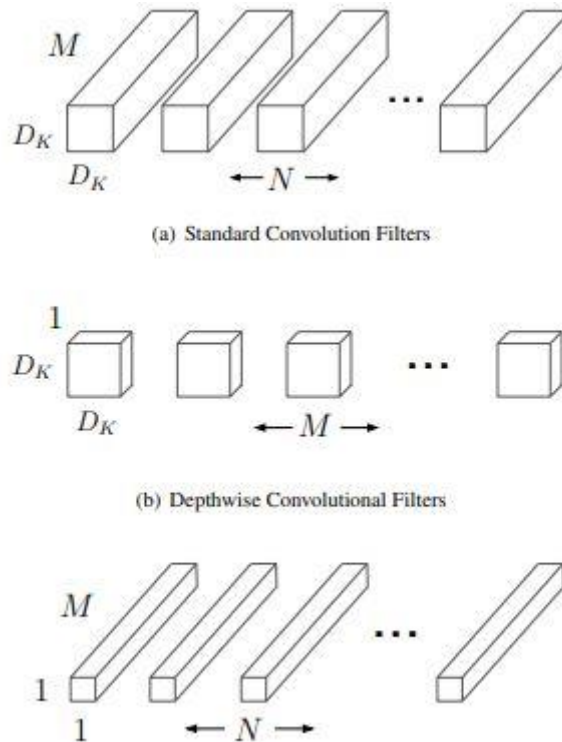 M
D_K
D_K
N
...
(a) Standard Convolution Filters
1
D_K
D_K
M
...
(b) Depthwise Convolutional Filters
M
1
1
N
...